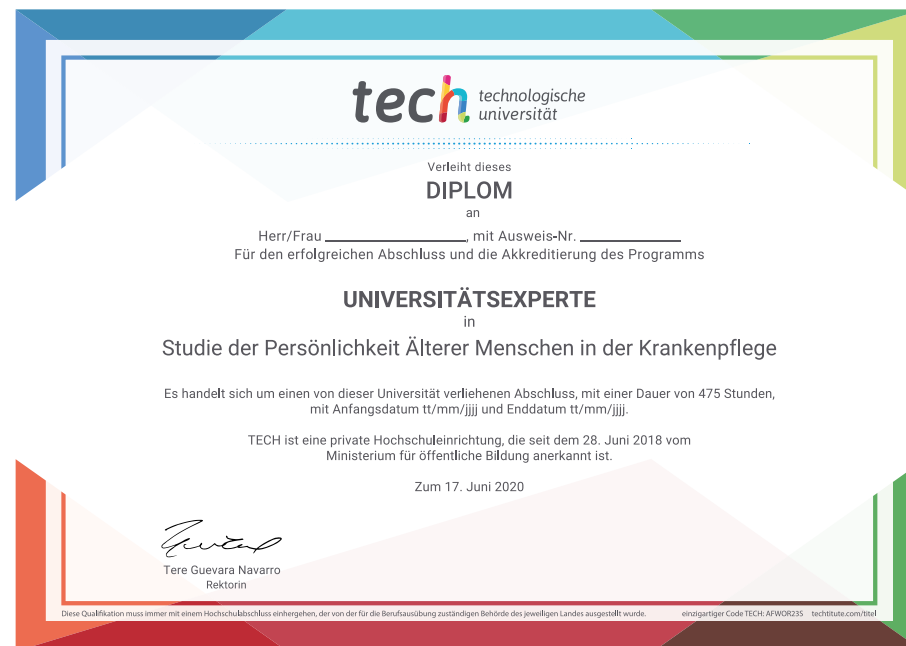 tech technologische
universität
Verleiht dieses
DIPLOM
an
Herr/Frau ____________, mit Ausweis-Nr. ____________
Für den erfolgreichen Abschluss und die Akkreditierung des Programms
UNIVERSITÄTSEXPERTE
in
Studie der Persönlichkeit Älterer Menschen in der Krankenpflege
Es handelt sich um einen von dieser Universität verliehenen Abschluss, mit einer Dauer von 475 Stunden,
mit Anfangsdatum tt/mm/jjjj und Enddatum tt/mm/jjjj.
TECH ist eine private Hochschuleinrichtung, die seit dem 28. Juni 2018 vom
Ministerium für öffentliche Bildung anerkannt ist.
Zum 17. Juni 2020
Tere Guevara Navarro
Rektorin
Diese Qualifikation muss immer mit einem Hochschulabschluss einhergehen, der von der für die Berufsausübung zuständigen Behörde des jeweiligen Landes ausgestellt wurde. einzigartiger Code TECH: AFWOR23S techtitute.com/titel